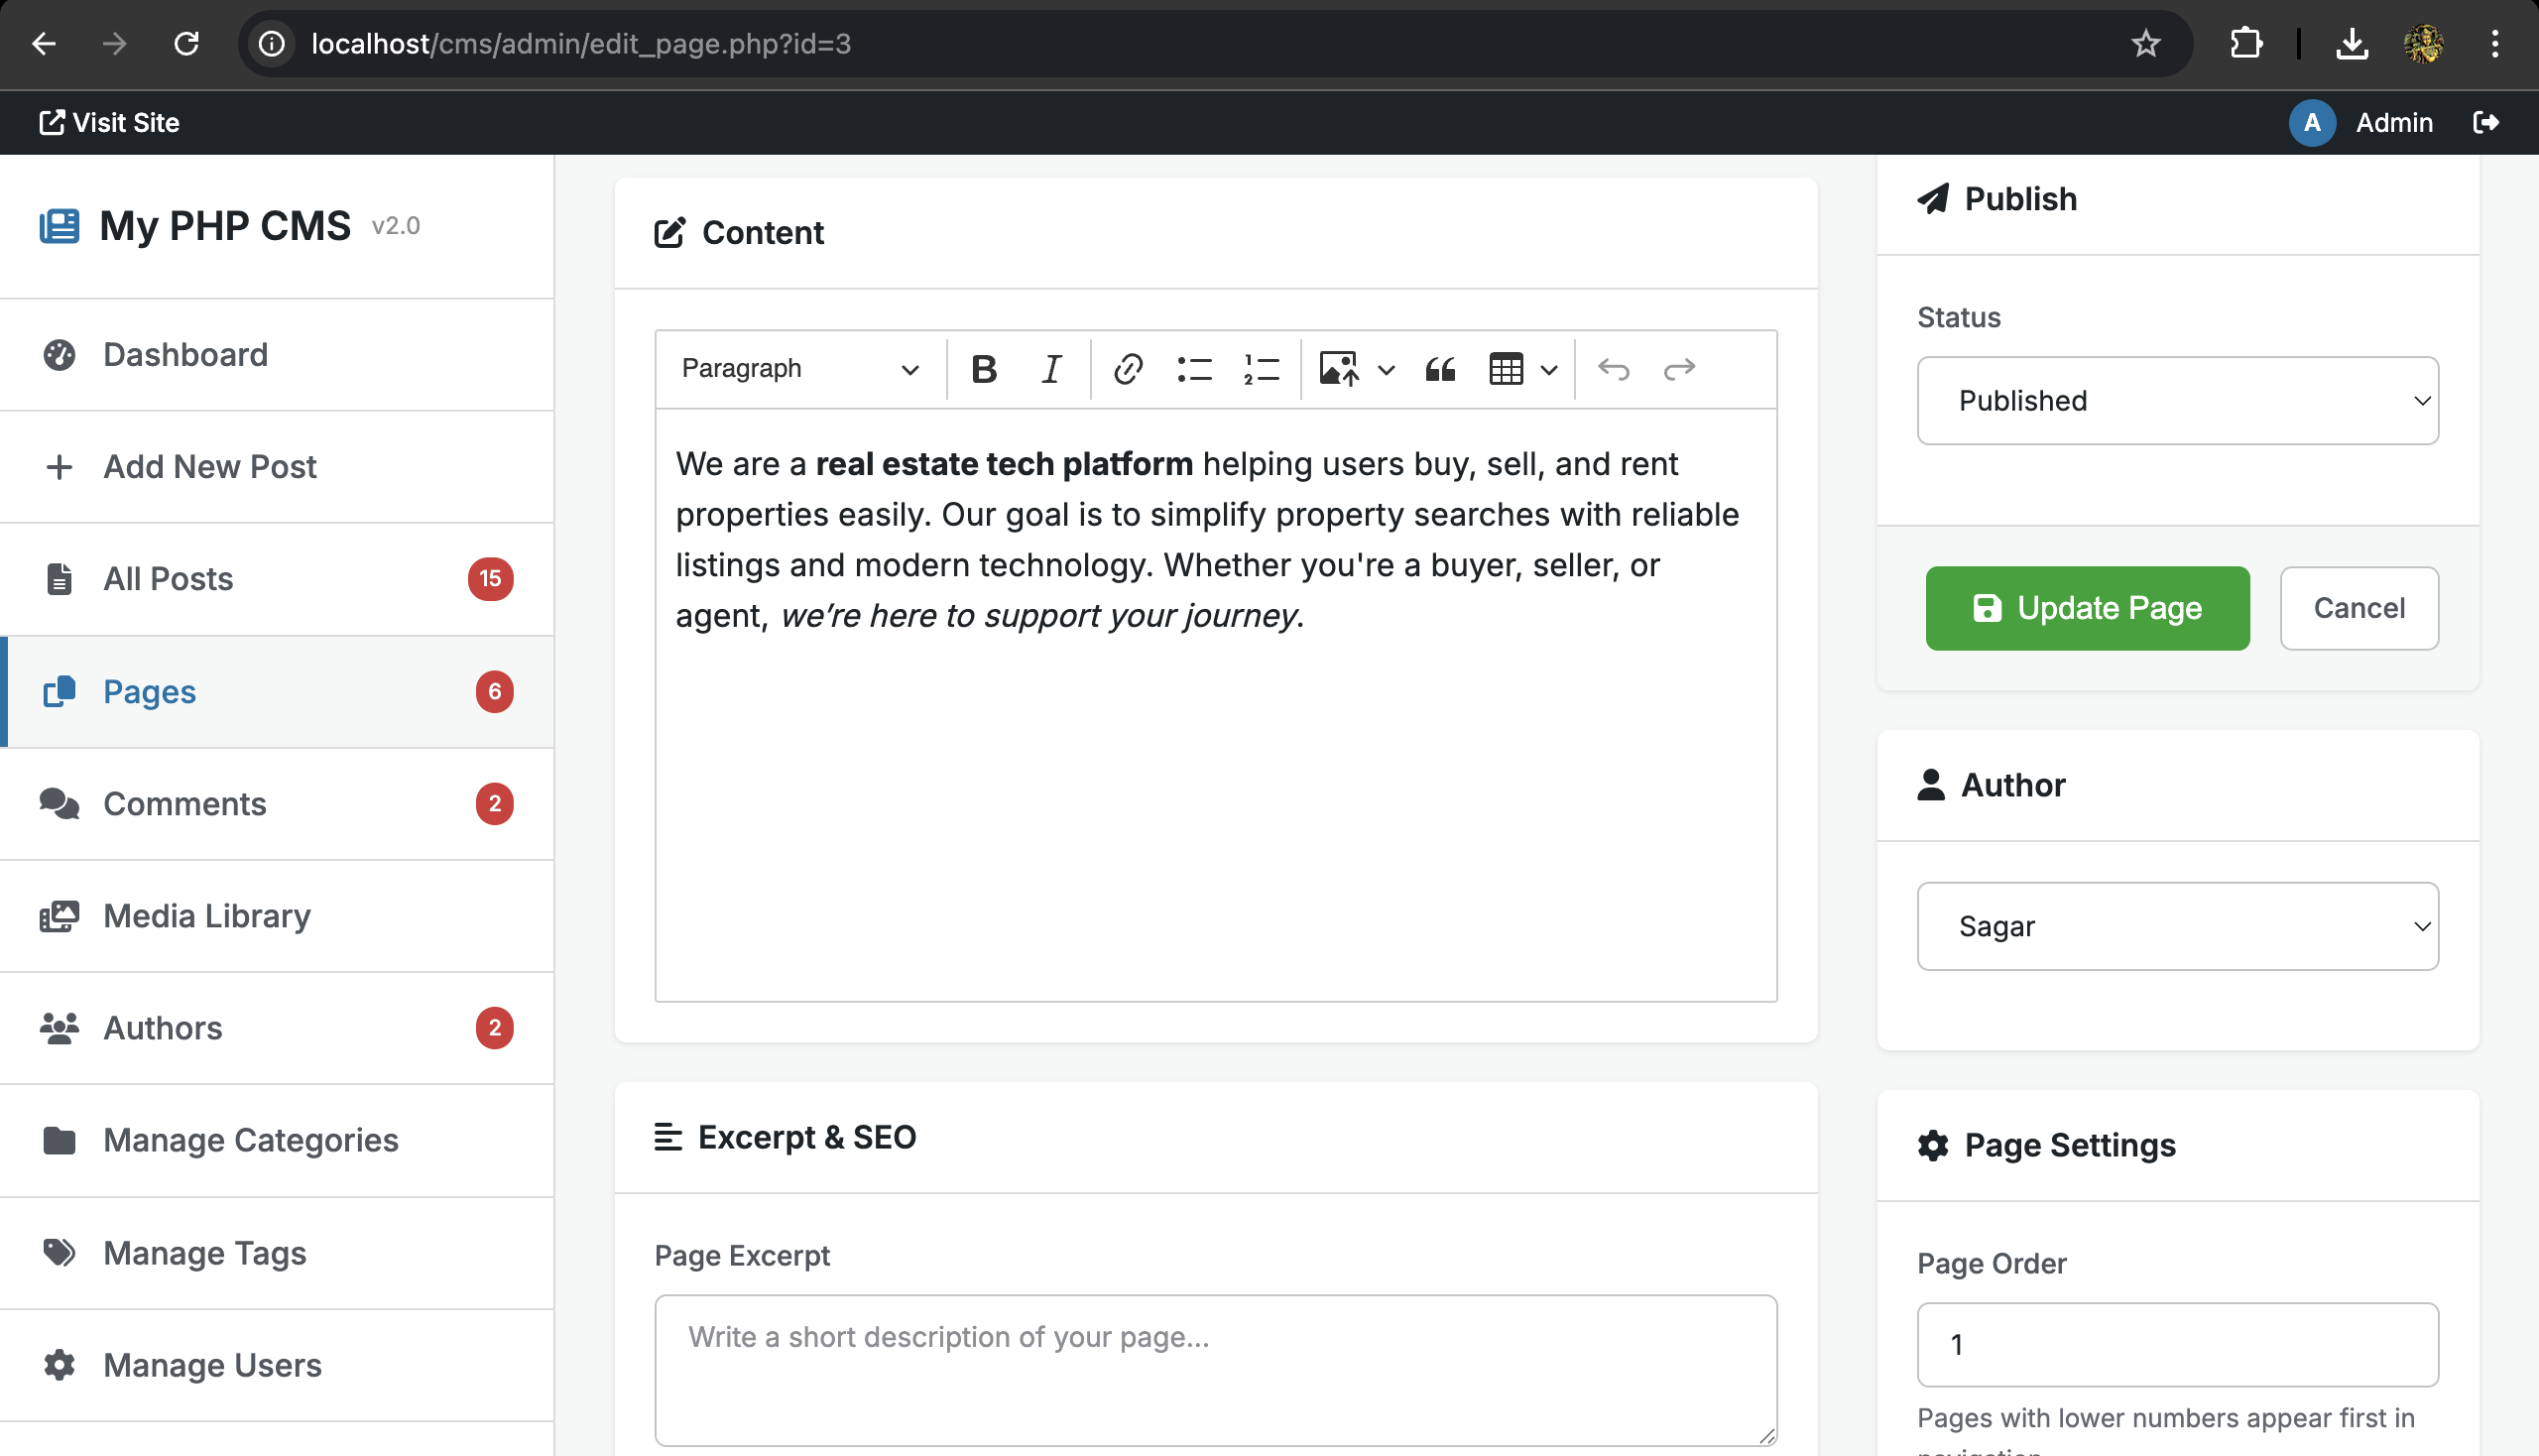 localhost/cms/admin/edit_page.php?id=3
Visit Site
A
Admin
My PHP CMS v2.0
Dashboard
Add New Post
All Posts 15
Pages 6
Comments 2
Media Library
Authors 2
Manage Categories
Manage Tags
Manage Users
Content
Paragraph
We are a real estate tech platform helping users buy, sell, and rent
properties easily. Our goal is to simplify property searches with reliable
listings and modern technology. Whether you're a buyer, seller, or
agent, we’re here to support your journey.
Excerpt & SEO
Page Excerpt
Write a short description of your page...
Publish
Status
Published
Update Page
Cancel
Author
Sagar
Page Settings
Page Order
1
Pages with lower numbers appear first in